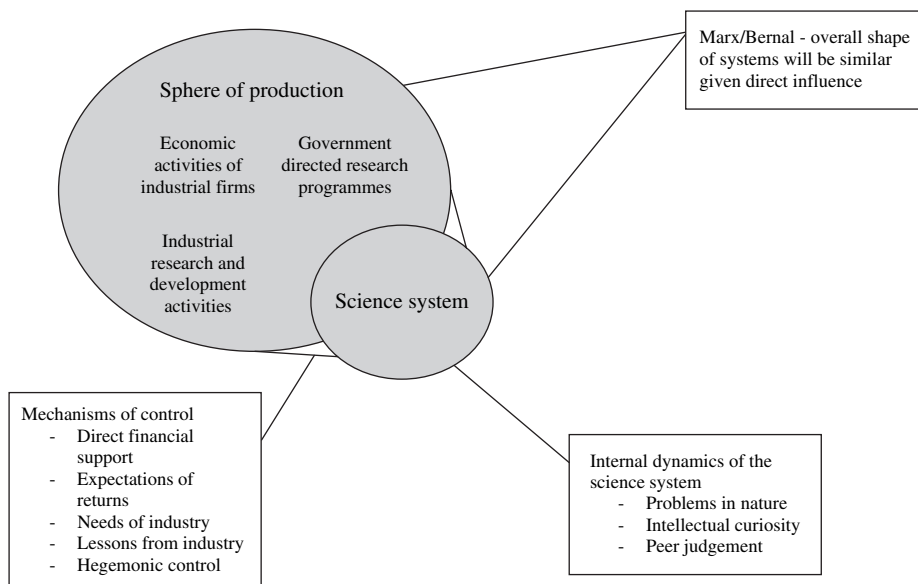 Marx/Bernal - overall shape
of systems will be similar
given direct influence
Sphere of production
Economic
activities of
industrial firms
Government
directed research
programmes
Industrial
research and
development
activities
Science system
Mechanisms of control
- Direct financial
support
- Expectations of
returns
- Needs of industry
- Lessons from industry
- Hegemonic control
Internal dynamics of the
science system
- Problems in nature
- Intellectual curiosity
- Peer judgement